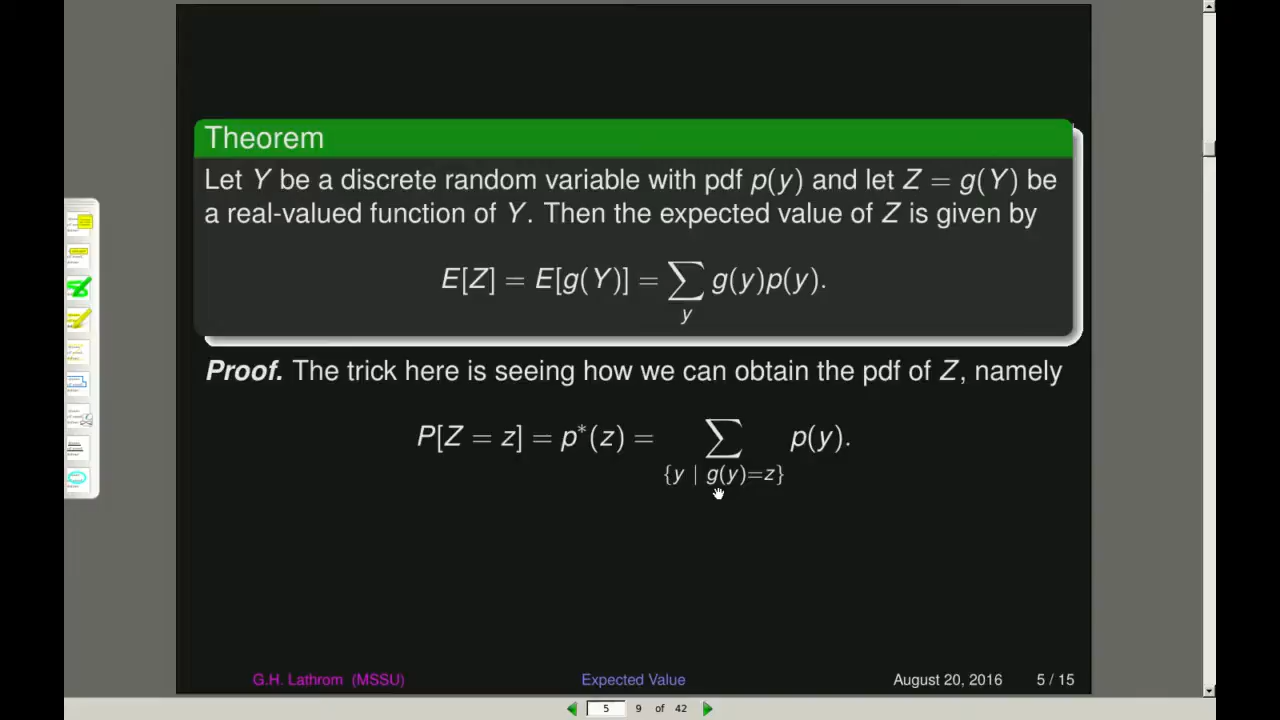 Theorem
Let Y be a discrete random variable with pdf p(y) and let Z = g(Y) be
a real-valued function of Y. Then the expected value of Z is given by
E[Z] = E[g(Y)] = ∑ g(y)p(y).
y
Proof. The trick here is seeing how we can obtain the pdf of Z, namely
P[Z = z] = p*(z) = ∑ p(y).
{y | g(y)=z}
G.H. Lathrom (MSSU) Expected Value August 20, 2016 5 / 15
5 9 of 42